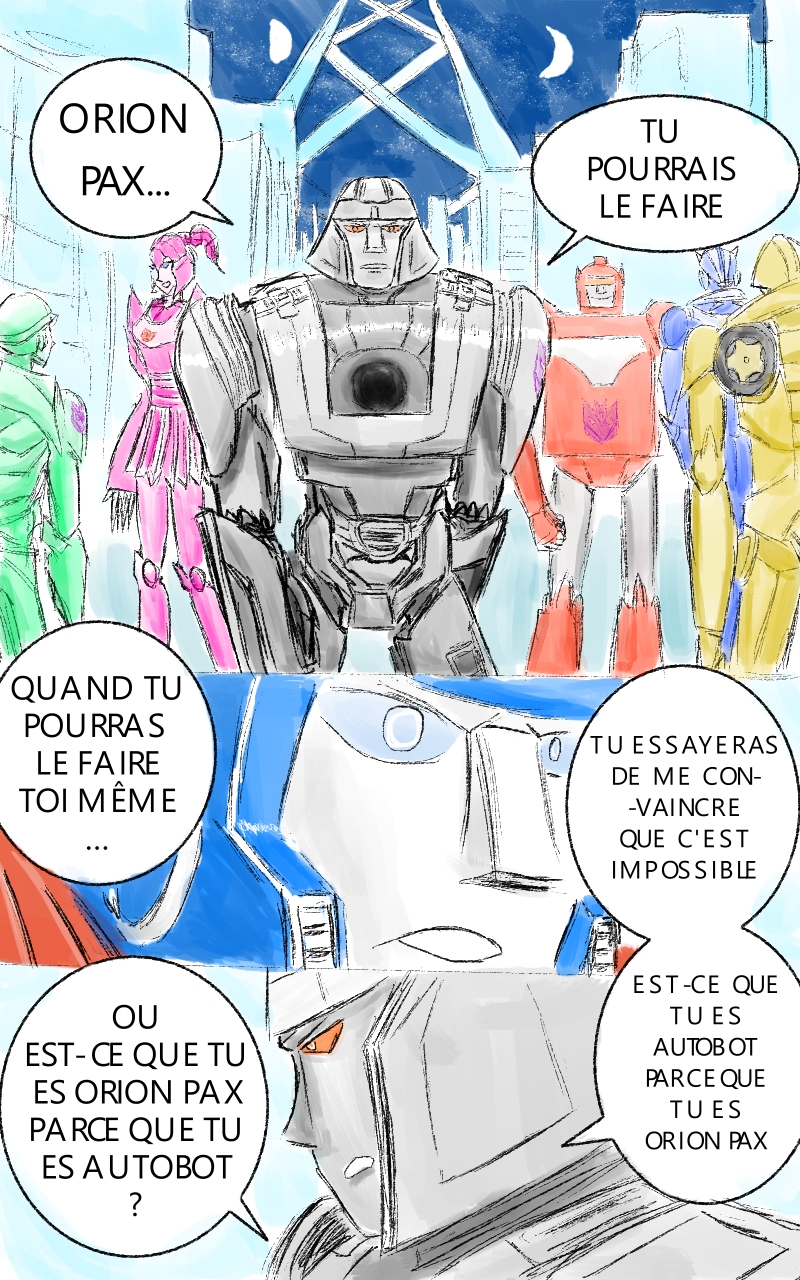 ORION
PAX...
TU
POURRAIS
LE FAIRE
QUAND TU
POURRAS
LE FAIRE
TOI MÊME
...
TU ESSAYERAS
DE ME CON-
-VAINCRE
QUE C'EST
IMPOSSIBLE
EST-CE QUE
TU ES
AUTOBOT
PARCE QUE
TU ES
ORION PAX
OU
EST-CE QUE TU
ES ORION PAX
PARCE QUE TU
ES AUTOBOT
?